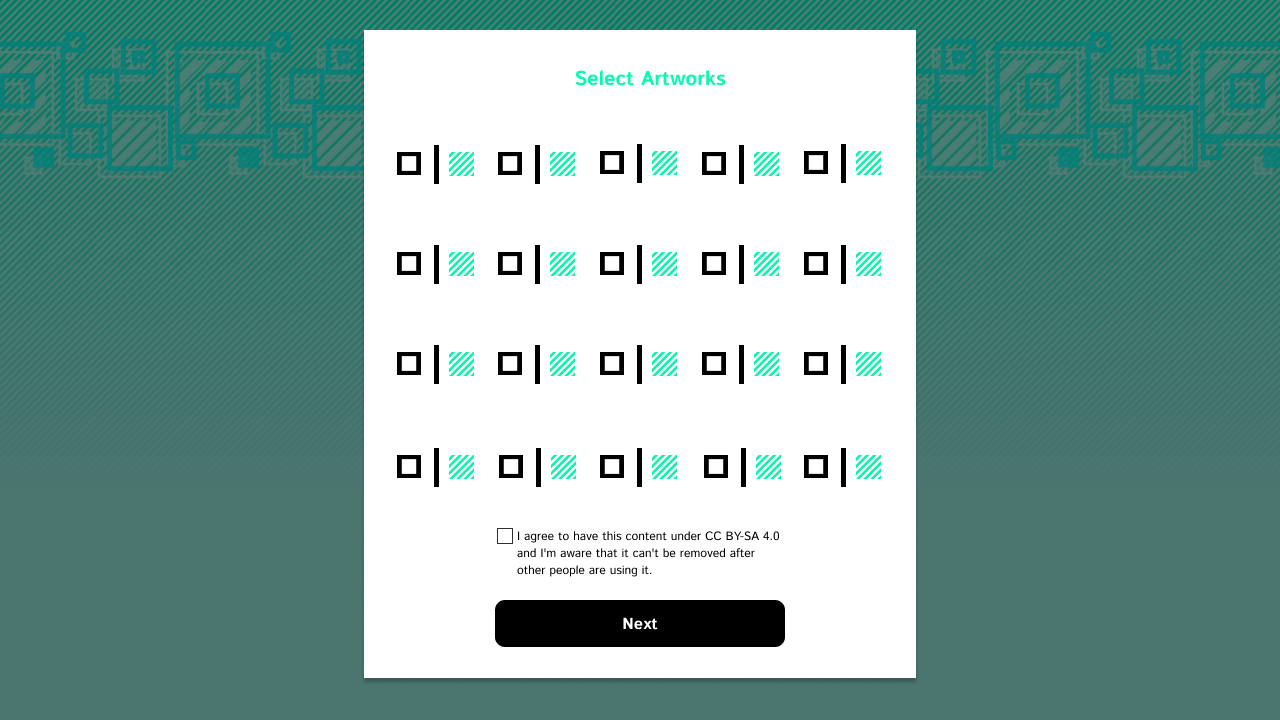 Select Artworks
I agree to have this content under CC BY-SA 4.0
and I'm aware that it can't be removed after
other people are using it.
Next